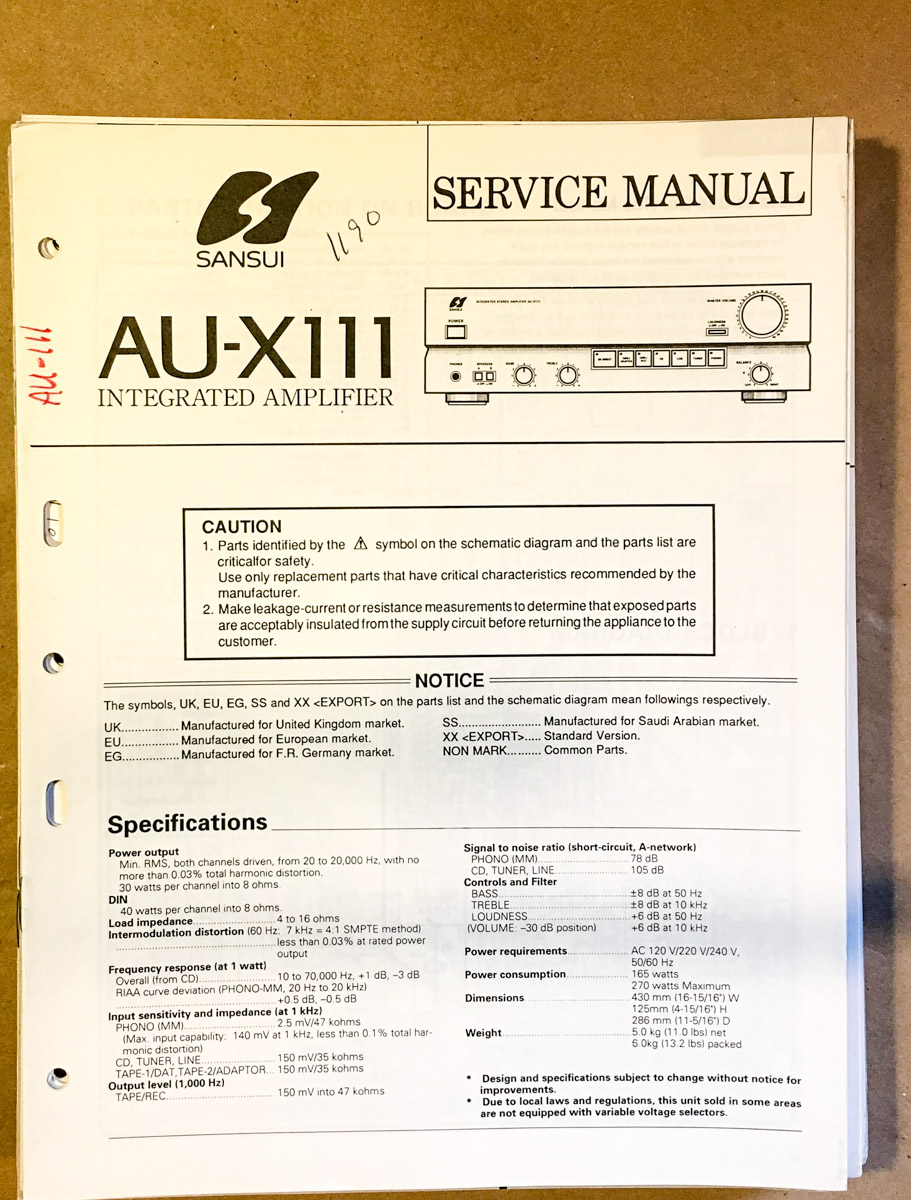 SERVICE MANUAL
SANSUI
1190
AU-X111
INTEGRATED AMPLIFIER
AU-111
SANSUI
INTEGRATED STEREO AMPLIFIER AU-X111
MASTER VOLUME
POWER
LOUDNESS
PHONES
SPEAKERS
BASS
TREBLE
BALANCE
CAUTION
1. Parts identified by the ⚠ symbol on the schematic diagram and the parts list are
criticalfor safety.
Use only replacement parts that have critical characteristics recommended by the
manufacturer.
2. Make leakage-current or resistance measurements to determine that exposed parts
are acceptably insulated from the supply circuit before returning the appliance to the
customer.
NOTICE
The symbols, UK, EU, EG, SS and XX <EXPORT> on the parts list and the schematic diagram mean followings respectively.
UK................. Manufactured for United Kingdom market.
EU................. Manufactured for European market.
EG................. Manufactured for F.R. Germany market.
SS......................... Manufactured for Saudi Arabian market.
XX <EXPORT>..... Standard Version.
NON MARK.......... Common Parts.
Specifications
Power output
Min. RMS, both channels driven, from 20 to 20,000 Hz, with no
more than 0.03% total harmonic distortion.
30 watts per channel into 8 ohms.
DIN
40 watts per channel into 8 ohms.
Load impedance........................4 to 16 ohms
Intermodulation distortion (60 Hz: 7 kHz = 4:1 SMPTE method)
..............................................less than 0.03% at rated power
output
Frequency response (at 1 watt)
Overall (from CD)........................10 to 70,000 Hz, +1 dB, −3 dB
RIAA curve deviation (PHONO-MM, 20 Hz to 20 kHz)
..............................................+0.5 dB, −0.5 dB
Input sensitivity and impedance (at 1 kHz)
PHONO (MM)...........................2.5 mV/47 kohms
(Max. input capability: 140 mV at 1 kHz, less than 0.1% total har-
monic distortion)
CD, TUNER, LINE......................150 mV/35 kohms
TAPE-1/DAT,TAPE-2/ADAPTOR...150 mV/35 kohms
Output level (1,000 Hz)
TAPE/REC................................150 mV into 47 kohms
Signal to noise ratio (short-circuit, A-network)
PHONO (MM)...........................78 dB
CD, TUNER, LINE......................105 dB
Controls and Filter
BASS........................................±8 dB at 50 Hz
TREBLE....................................±8 dB at 10 kHz
LOUDNESS...............................+6 dB at 50 Hz
(VOLUME: −30 dB position) +6 dB at 10 kHz
Power requirements....................AC 120 V/220 V/240 V,
50/60 Hz
Power consumption....................165 watts
270 watts Maximum
Dimensions................................430 mm (16-15/16") W
125mm (4-15/16") H
286 mm (11-5/16") D
Weight.......................................5.0 kg (11.0 lbs) net
6.0kg (13.2 lbs) packed
* Design and specifications subject to change without notice for
improvements.
* Due to local laws and regulations, this unit sold in some areas
are not equipped with variable voltage selectors.